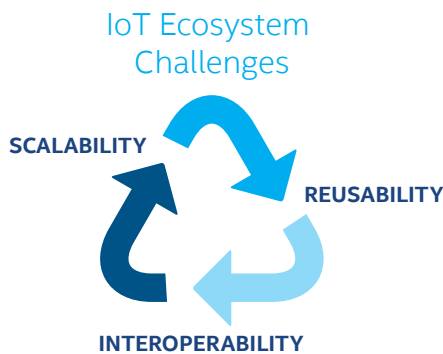 IoT Ecosystem
Challenges
SCALABILITY
REUSABILITY
INTEROPERABILITY